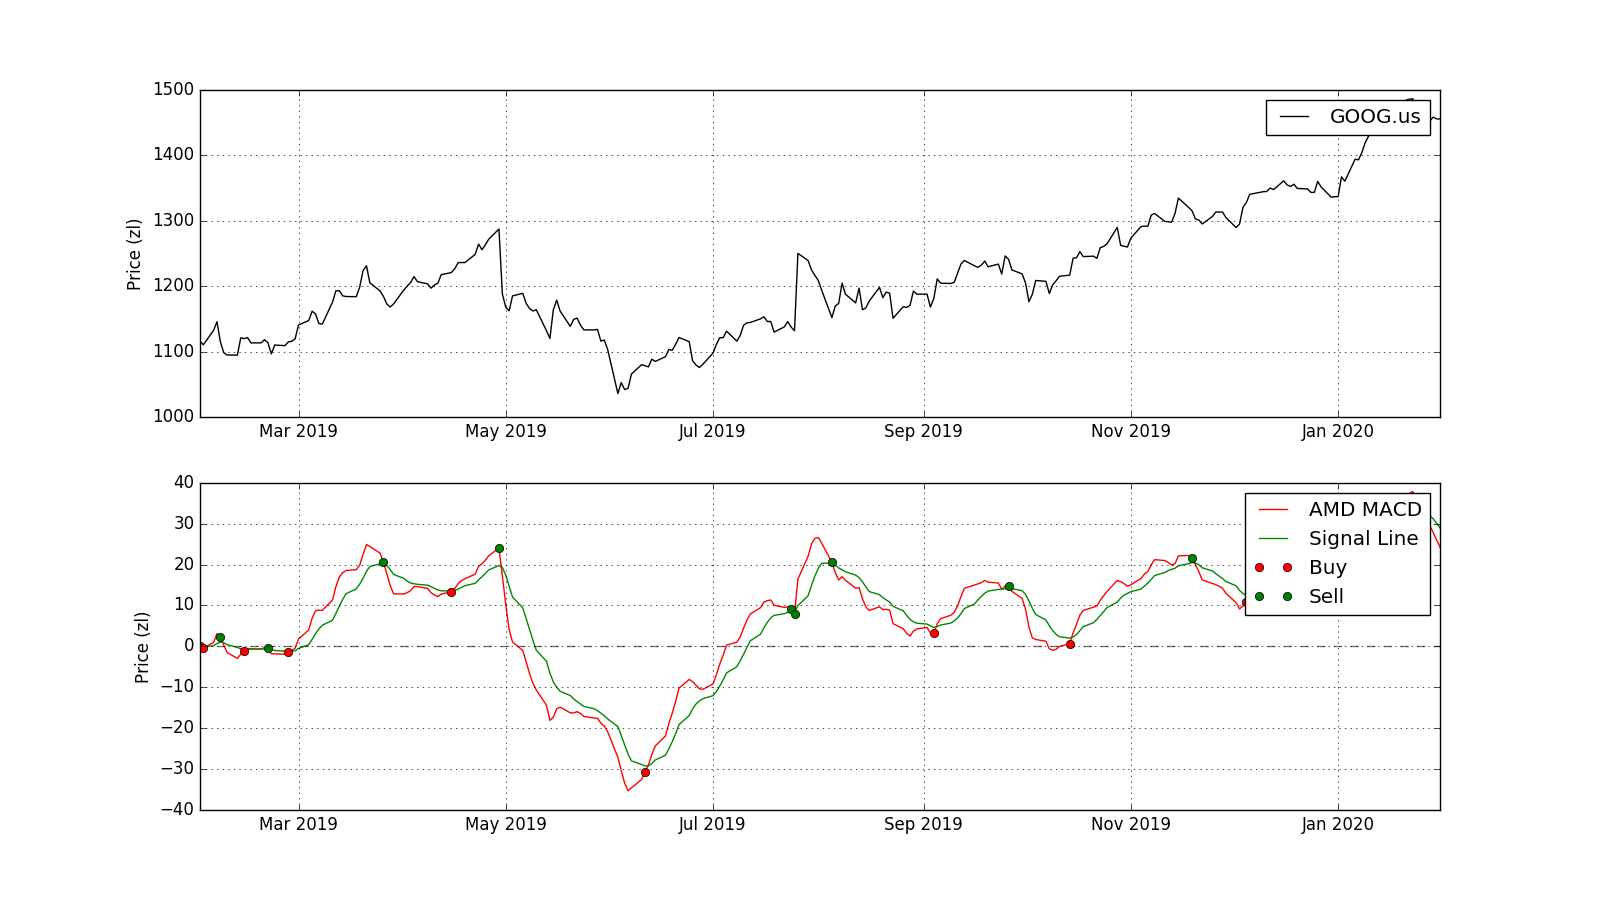 1500
1400
1300
1200
1100
1000
Price (zl)
GOOG.us
Mar 2019 May 2019 Jul 2019 Sep 2019 Nov 2019 Jan 2020
40
30
20
10
0
−10
−20
−30
−40
Price (zl)
AMD MACD
Signal Line
Buy
Sell
Mar 2019 May 2019 Jul 2019 Sep 2019 Nov 2019 Jan 2020